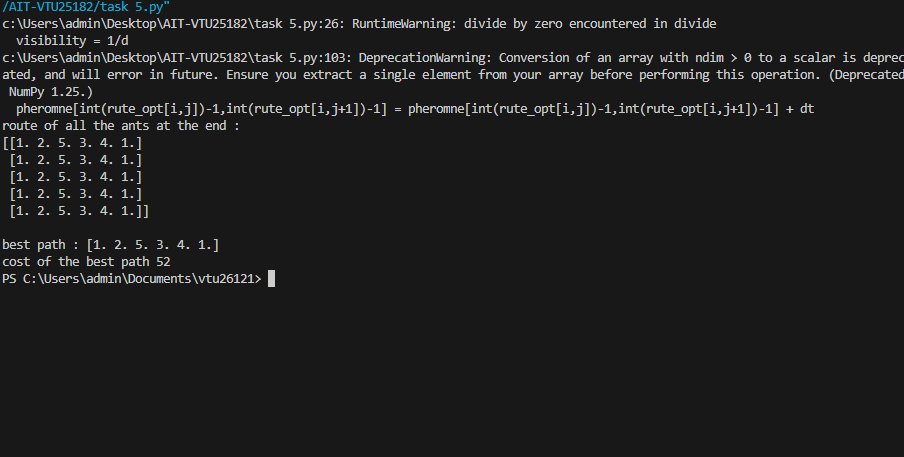 /AIT-VTU25182/task 5.py"
c:\Users\admin\Desktop\AIT-VTU25182\task 5.py:26: RuntimeWarning: divide by zero encountered in divide
  visibility = 1/d
c:\Users\admin\Desktop\AIT-VTU25182\task 5.py:103: DeprecationWarning: Conversion of an array with ndim > 0 to a scalar is deprec
ated, and will error in future. Ensure you extract a single element from your array before performing this operation. (Deprecated
 NumPy 1.25.)
  pheromne[int(rute_opt[i,j])-1,int(rute_opt[i,j+1])-1] = pheromne[int(rute_opt[i,j])-1,int(rute_opt[i,j+1])-1] + dt
route of all the ants at the end :
[[1. 2. 5. 3. 4. 1.]
 [1. 2. 5. 3. 4. 1.]
 [1. 2. 5. 3. 4. 1.]
 [1. 2. 5. 3. 4. 1.]
 [1. 2. 5. 3. 4. 1.]]
best path : [1. 2. 5. 3. 4. 1.]
cost of the best path 52
PS C:\Users\admin\Documents\vtu26121>